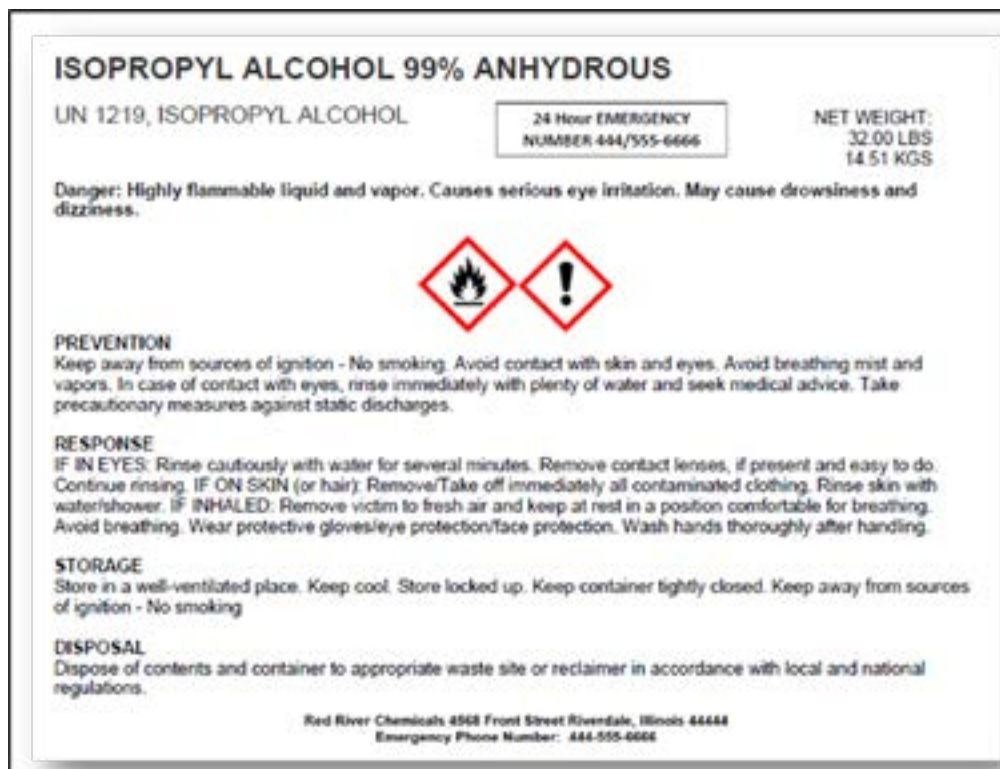 ISOPROPYL ALCOHOL 99% ANHYDROUS
UN 1219, ISOPROPYL ALCOHOL
24 Hour EMERGENCY
NUMBER 444/555-6666
NET WEIGHT:
32.00 LBS
14.51 KGS
Danger: Highly flammable liquid and vapor. Causes serious eye irritation. May cause drowsiness and
dizziness.
PREVENTION
Keep away from sources of ignition - No smoking. Avoid contact with skin and eyes. Avoid breathing mist and
vapors. In case of contact with eyes, rinse immediately with plenty of water and seek medical advice. Take
precautionary measures against static discharges.
RESPONSE
IF IN EYES: Rinse cautiously with water for several minutes. Remove contact lenses, if present and easy to do.
Continue rinsing. IF ON SKIN (or hair): Remove/Take off immediately all contaminated clothing. Rinse skin with
water/shower. IF INHALED: Remove victim to fresh air and keep at rest in a position comfortable for breathing.
Avoid breathing. Wear protective gloves/eye protection/face protection. Wash hands thoroughly after handling.
STORAGE
Store in a well-ventilated place. Keep cool. Store locked up. Keep container tightly closed. Keep away from sources
of ignition - No smoking
DISPOSAL
Dispose of contents and container to appropriate waste site or reclaimer in accordance with local and national
regulations.
Red River Chemicals 4568 Front Street Riverdale, Illinois 44444
Emergency Phone Number: 444-555-6666